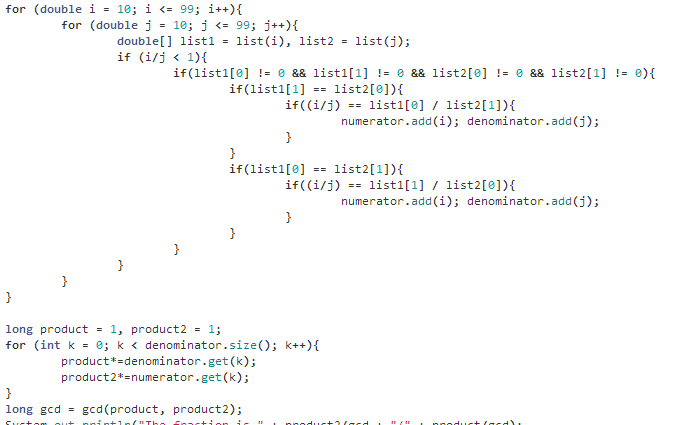 for (double i = 10; i <= 99; i++){
for (double j = 10; j <= 99; j++){
double[] list1 = list(i), list2 = list(j);
if (i/j < 1){
if(list1[0] != 0 && list1[1] != 0 && list2[0] != 0 && list2[1] != 0){
if(list1[1] == list2[0]){
if((i/j) == list1[0] / list2[1]){
numerator.add(i); denominator.add(j);
}
}
if(list1[0] == list2[1]){
if((i/j) == list1[1] / list2[0]){
numerator.add(i); denominator.add(j);
}
}
}
}
}
}
long product = 1, product2 = 1;
for (int k = 0; k < denominator.size(); k++){
product*=denominator.get(k);
product2*=numerator.get(k);
}
long gcd = gcd(product, product2);
System.out.println("The fraction is " + product2/gcd + "/" + product/gcd);